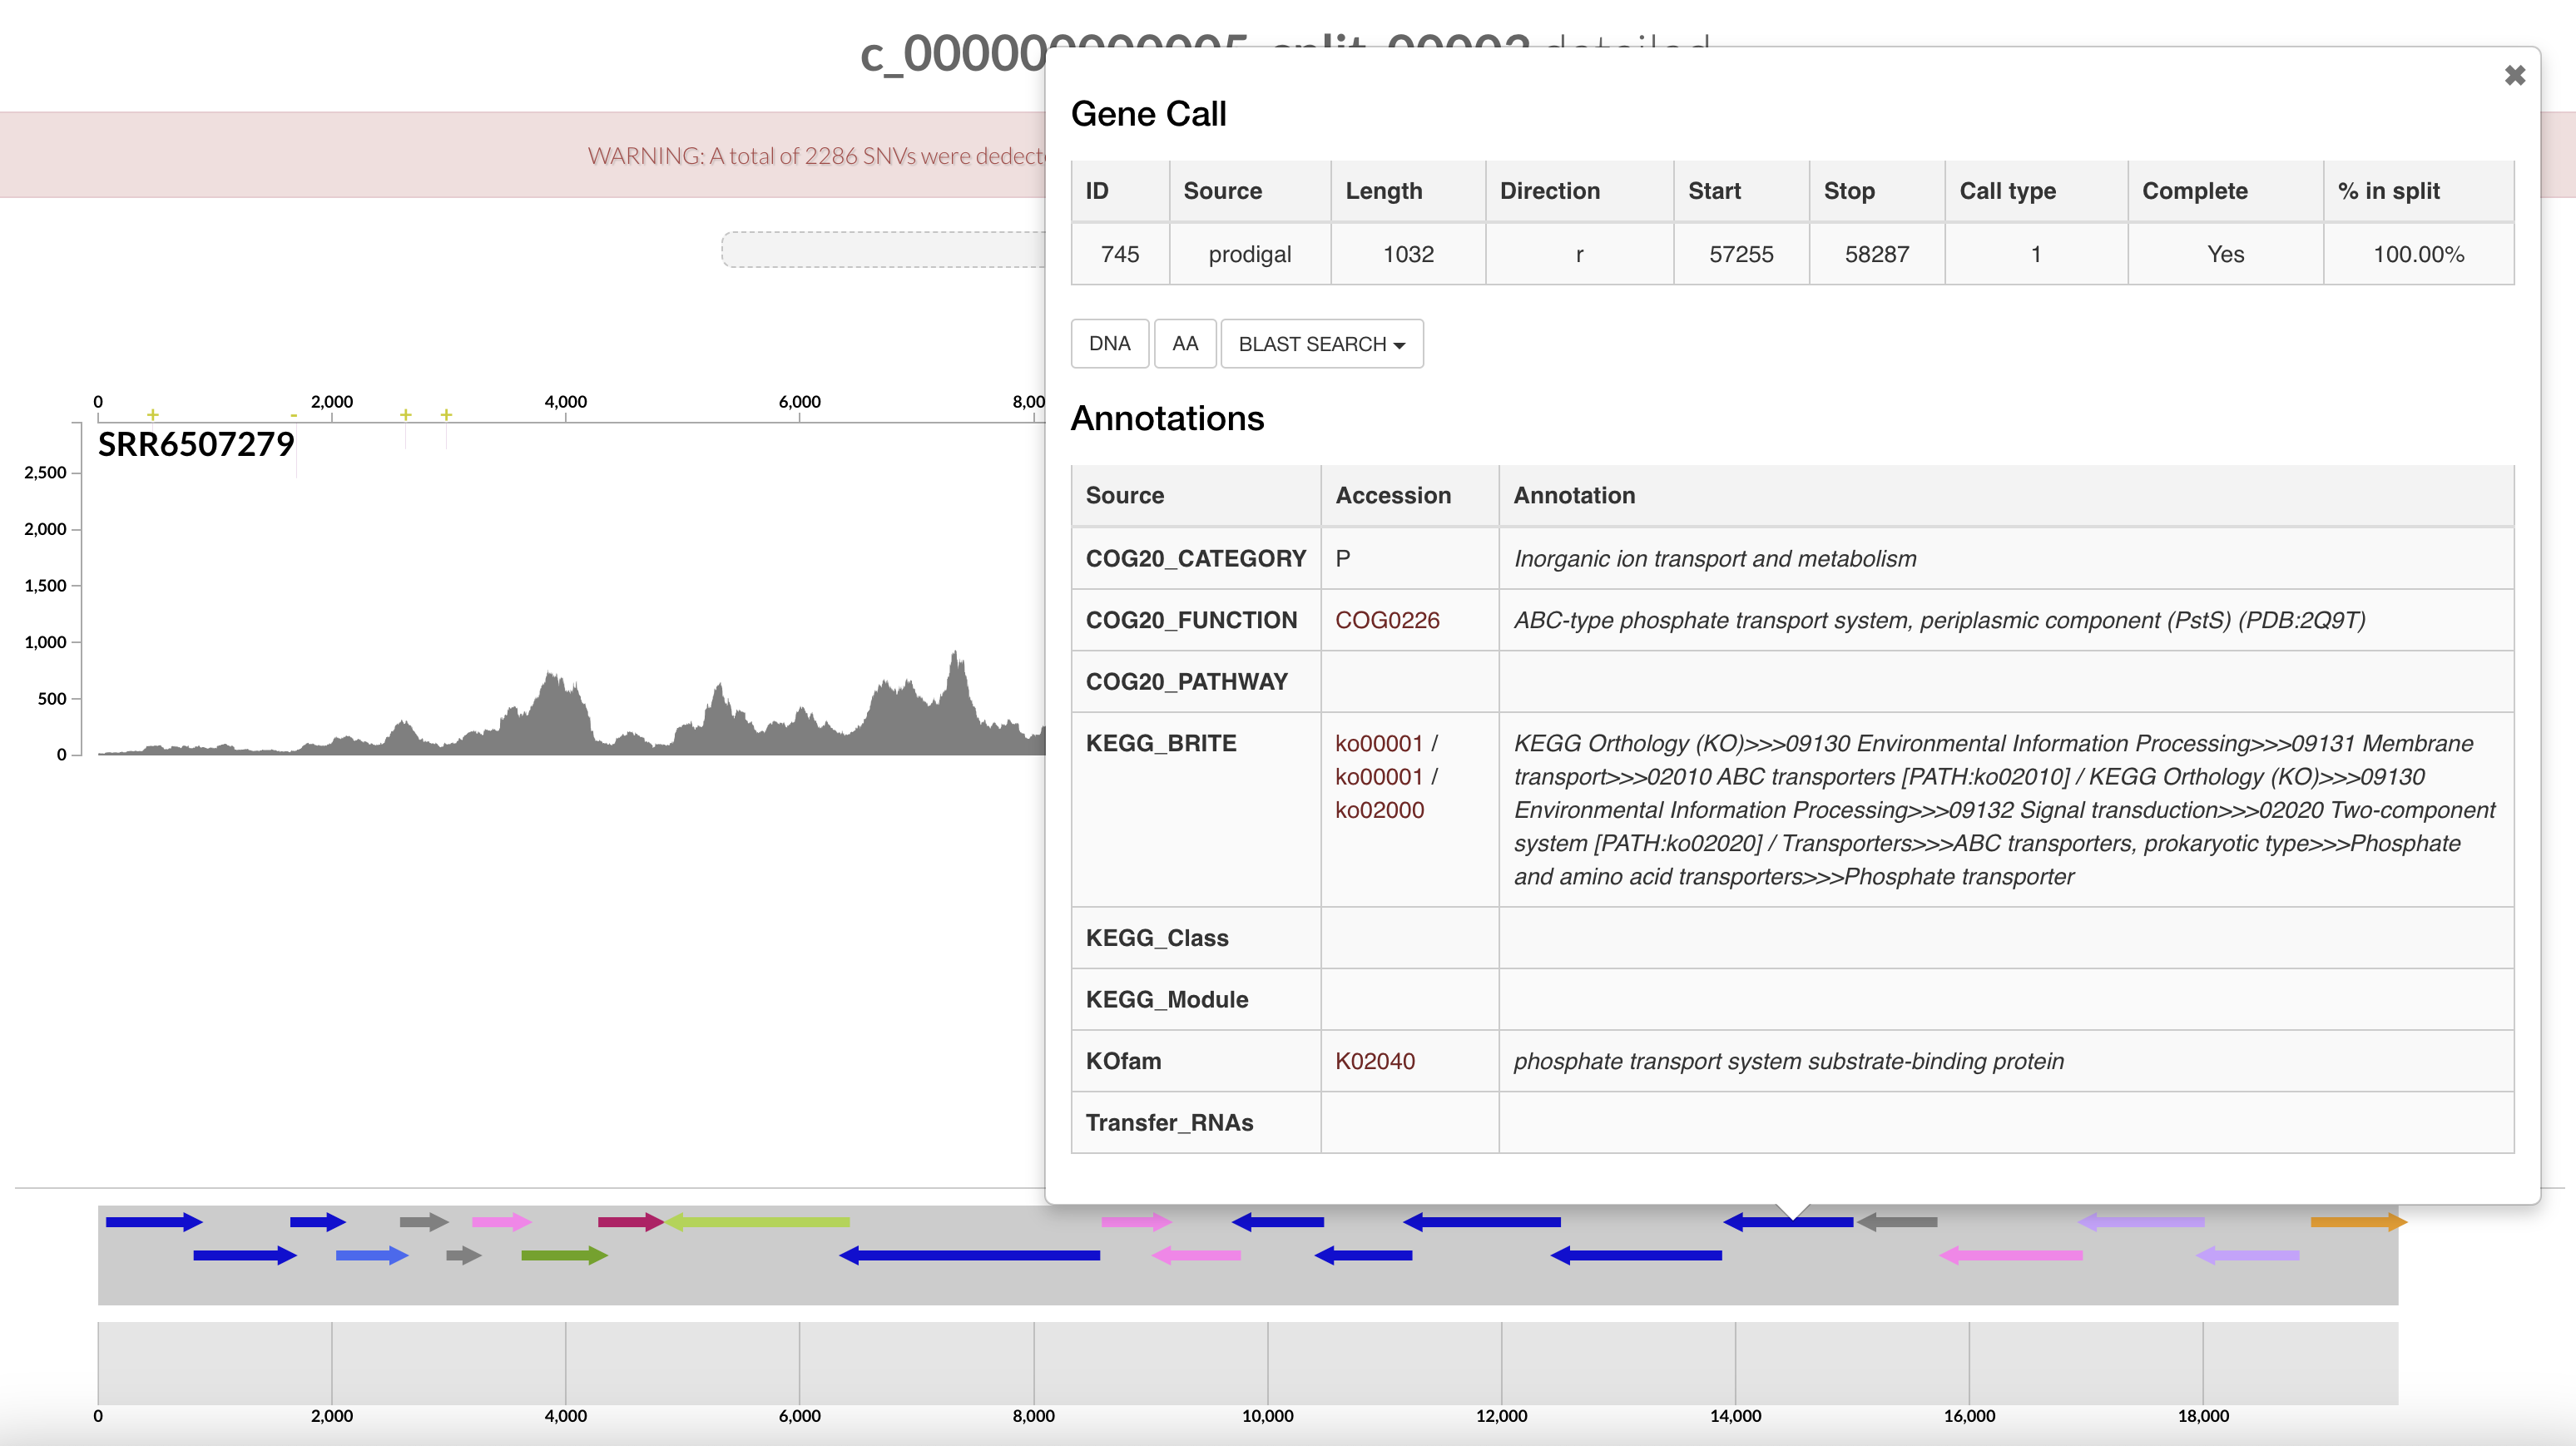 Gene Call
WARNING: A total of 2286 SNVs were
ID Source Length Direction Start Stop Call type Complete % in split
745 prodigal 1032 r 57255 58287 1 Yes 100.00%
DNA AA BLAST SEARCH
0 2,000 4,000 6,000
+ - + +
Annotations
SRR6507279
2,500
2,000
1,500
1,000
500
0
Source Accession Annotation
COG20_CATEGORY P Inorganic ion transport and metabolism
COG20_FUNCTION COG0226 ABC-type phosphate transport system, periplasmic component (PstS) (PDB:2Q9T)
COG20_PATHWAY
KEGG_BRITE ko00001 / KEGG Orthology (KO)>>>09130 Environmental Information Processing>>>09131 Membrane
ko00001 / transport>>>02010 ABC transporters [PATH:ko02010] / KEGG Orthology (KO)>>>09130
ko02000 Environmental Information Processing>>>09132 Signal transduction>>>02020 Two-component
system [PATH:ko02020] / Transporters>>>ABC transporters, prokaryotic type>>>Phosphate
and amino acid transporters>>>Phosphate transporter
KEGG_Class
KEGG_Module
KOfam K02040 phosphate transport system substrate-binding protein
Transfer_RNAs
0 2,000 4,000 6,000 8,000 10,000 12,000 14,000 16,000 18,000